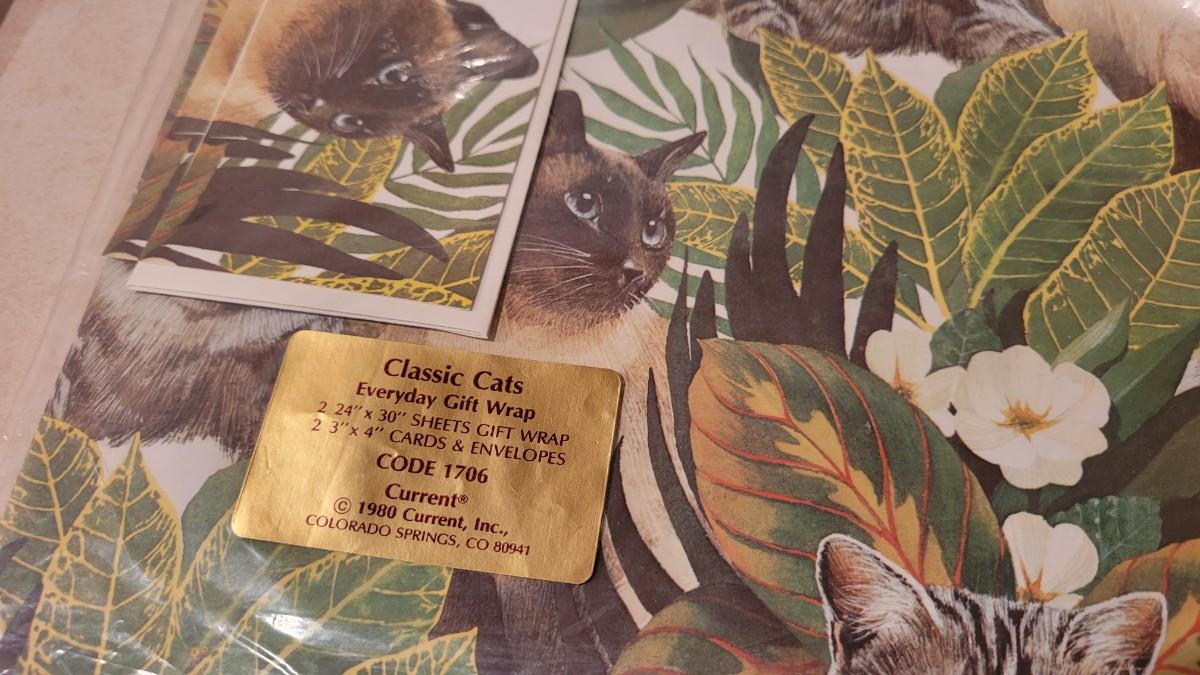 Classic Cats
Everyday Gift Wrap
2 24" x 30" SHEETS GIFT WRAP
2 3" x 4" CARDS & ENVELOPES
CODE 1706
Current®
© 1980 Current, Inc.,
COLORADO SPRINGS, CO 80941